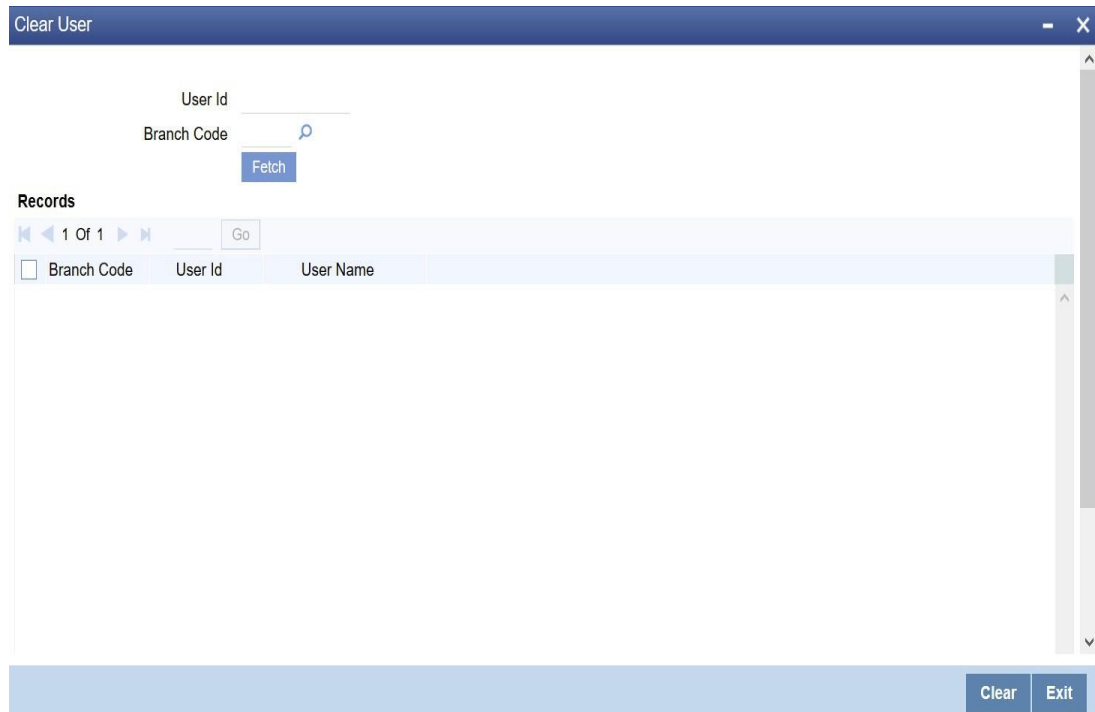 Clear User
User Id
Branch Code
Fetch
Records
1 Of 1 Go
Branch Code User Id User Name
Clear Exit